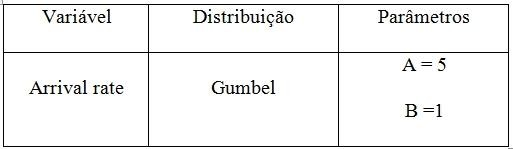 Variável Distribuição Parâmetros
A = 5
Arrival rate Gumbel
B =1